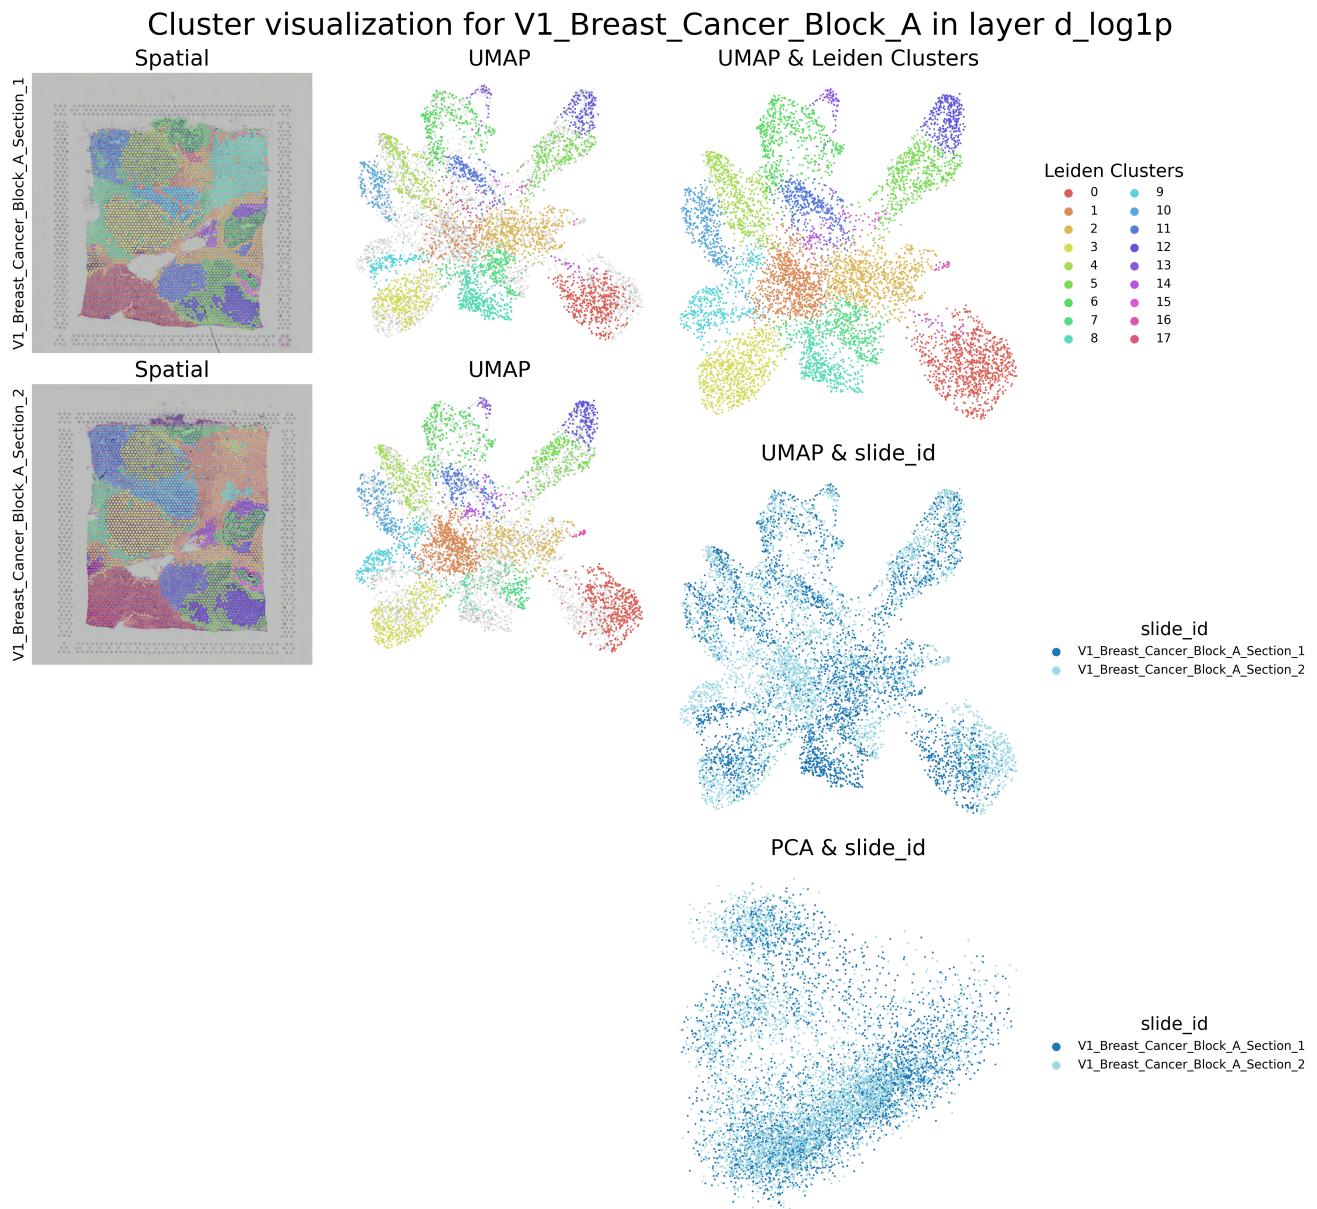 Cluster visualization for V1_Breast_Cancer_Block_A in layer d_log1p
Spatial
UMAP
UMAP & Leiden Clusters
V1_Breast_Cancer_Block_A_Section_1
Leiden Clusters
0 9
1 10
2 11
3 12
4 13
5 14
6 15
7 16
8 17
Spatial
UMAP
V1_Breast_Cancer_Block_A_Section_2
UMAP & slide_id
slide_id
V1_Breast_Cancer_Block_A_Section_1
V1_Breast_Cancer_Block_A_Section_2
PCA & slide_id
slide_id
V1_Breast_Cancer_Block_A_Section_1
V1_Breast_Cancer_Block_A_Section_2